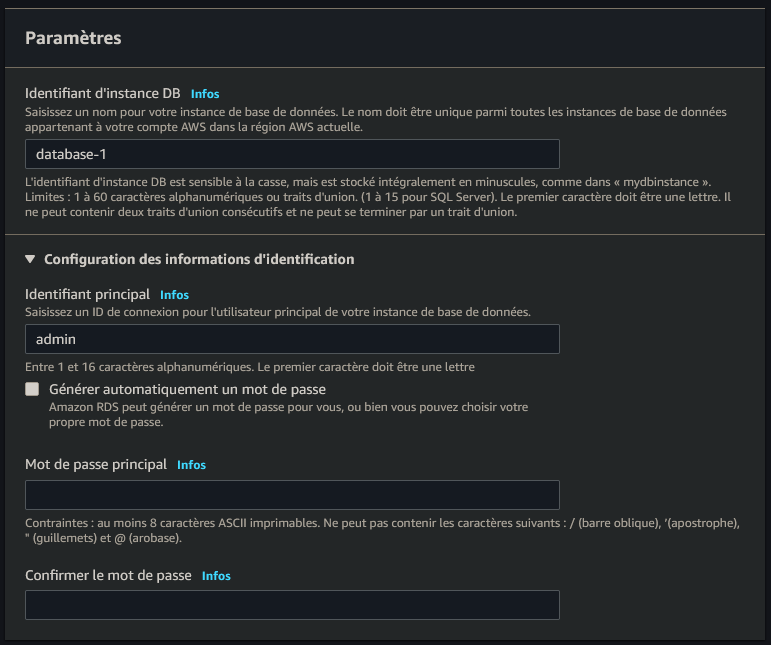 Paramètres
Identifiant d'instance DB Infos
Saisissez un nom pour votre instance de base de données. Le nom doit être unique parmi toutes les instances de base de données
appartenant à votre compte AWS dans la région AWS actuelle.
database-1
L'identifiant d'instance DB est sensible à la casse, mais est stocké intégralement en minuscules, comme dans « mydbinstance ».
Limites : 1 à 60 caractères alphanumériques ou traits d'union. (1 à 15 pour SQL Server). Le premier caractère doit être une lettre. Il
ne peut contenir deux traits d'union consécutifs et ne peut se terminer par un trait d'union.
Configuration des informations d'identification
Identifiant principal Infos
Saisissez un ID de connexion pour l'utilisateur principal de votre instance de base de données.
admin
Entre 1 et 16 caractères alphanumériques. Le premier caractère doit être une lettre
Générer automatiquement un mot de passe
Amazon RDS peut générer un mot de passe pour vous, ou bien vous pouvez choisir votre
propre mot de passe.
Mot de passe principal Infos
Contraintes : au moins 8 caractères ASCII imprimables. Ne peut pas contenir les caractères suivants : / (barre oblique), '(apostrophe),
" (guillemets) et @ (arobase).
Confirmer le mot de passe Infos